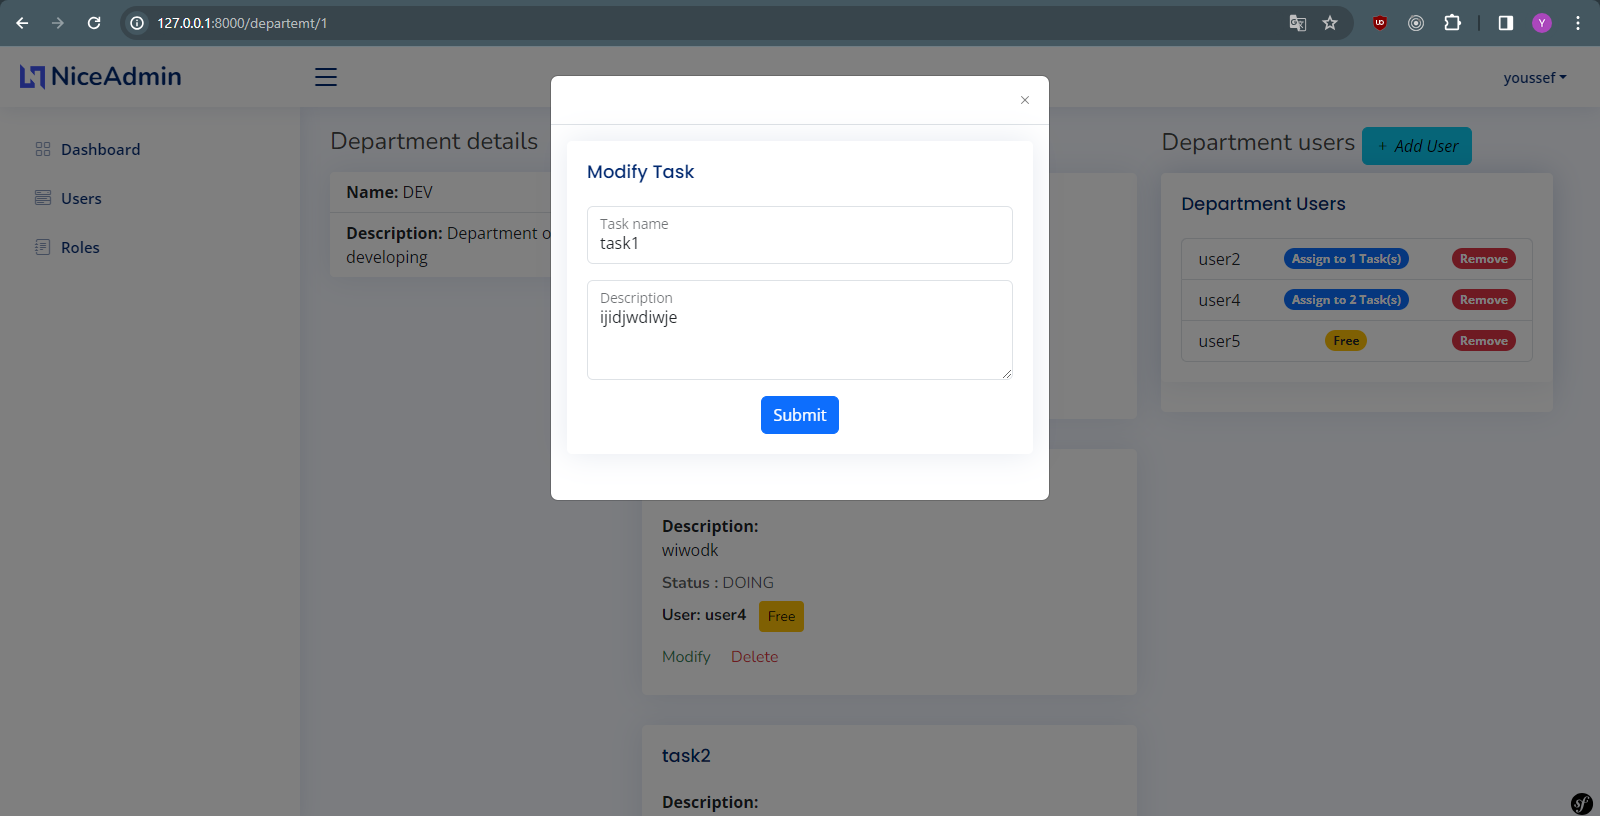 127.0.0.1:8000/departemt/1
Y
NiceAdmin
youssef
Dashboard
Users
Roles
Department details
Name: DEV
Description: Department o
developing
×
Modify Task
Task name
task1
Description
ijidjwdiwje
Submit
Description:
wiwodk
Status : DOING
User: user4 Free
Modify Delete
task2
Description:
Department users + Add User
Department Users
user2 Assign to 1 Task(s) Remove
user4 Assign to 2 Task(s) Remove
user5 Free Remove
sf